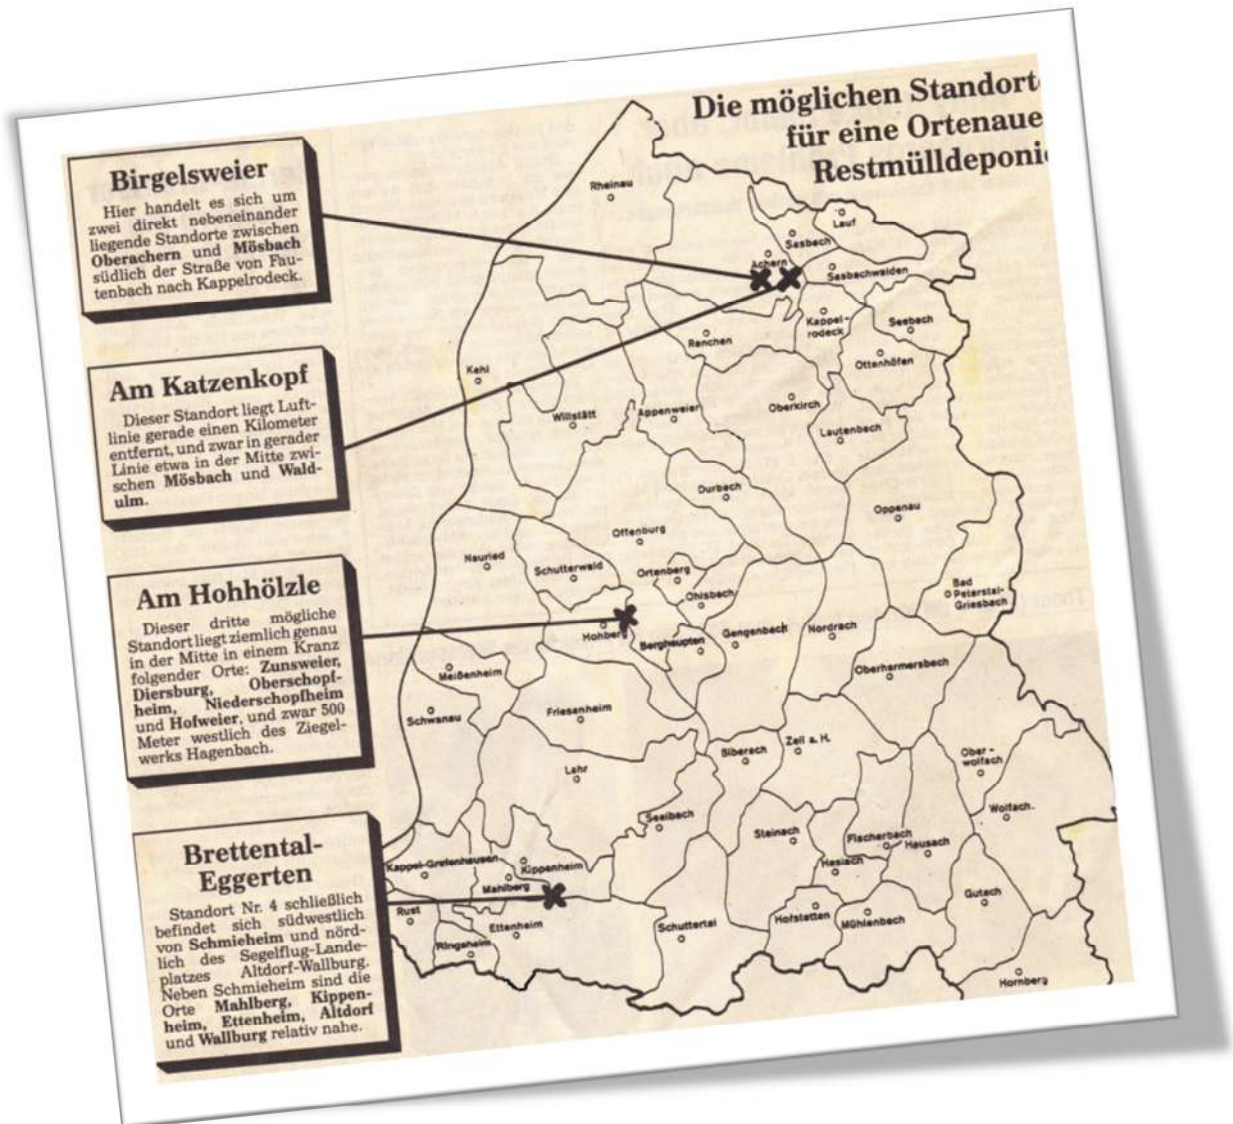 Die möglichen Standort
für eine Ortenaue
Restmülldeponi
Birgelsweier
Hier handelt es sich um
zwei direkt nebeneinander
liegende Standorte zwischen
Oberachern und Mösbach
südlich der Straße von Fau-
tenbach nach Kappelrodeck.
Am Katzenkopf
Dieser Standort liegt Luft-
linie gerade einen Kilometer
entfernt, und zwar in gerader
Linie etwa in der Mitte zwi-
schen Mösbach und Wald-
ulm.
Am Hohhölzle
Dieser dritte mögliche
Standort liegt ziemlich genau
in der Mitte in einem Kranz
folgender Orte: Zunsweier,
Diersburg, Oberschopf-
heim, Niederschopfheim
und Hofweier, und zwar 500
Meter westlich des Ziegel-
werks Hagenbach.
Brettental-
Eggerten
Standort Nr. 4 schließlich
befindet sich südwestlich
von Schmieheim und nörd-
lich des Segelflug-Lande-
platzes Altdorf-Wallburg.
Neben Schmieheim sind die
Orte Mahlberg, Kippen-
heim, Ettenheim, Altdorf
und Wallburg relativ nahe.
Rheinau
Lauf
Sasbach
Achern
Sasbachwalden
Kappel-
rodeck
Seebach
Renchen
Ottenhöfen
Kehl
Willstätt
Appenweier
Oberkirch
Lautenbach
Durbach
Oppenau
Offenburg
Neuried
Schutterwald
Ortenberg
Ohlsbach
Bad
Peterstal-
Griesbach
Hohberg
Berghaupten
Gengenbach
Nordrach
Oberharmersbach
Meißenheim
Schwanau
Friesenheim
Biberach
Zell a. H.
Ober-
wolfach
Lahr
Wolfach.
Seelbach
Steinach
Fischerbach
Hausach
Haslach
Kappel-Grafenhausen
Kippenheim
Mahlberg
Gutach
Rust
Ettenheim
Ringsheim
Schuttertal
Hofstetten
Mühlenbach
Hornberg